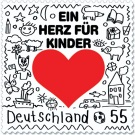 EIN
HERZ FÜR
KINDER
Deutschland 55